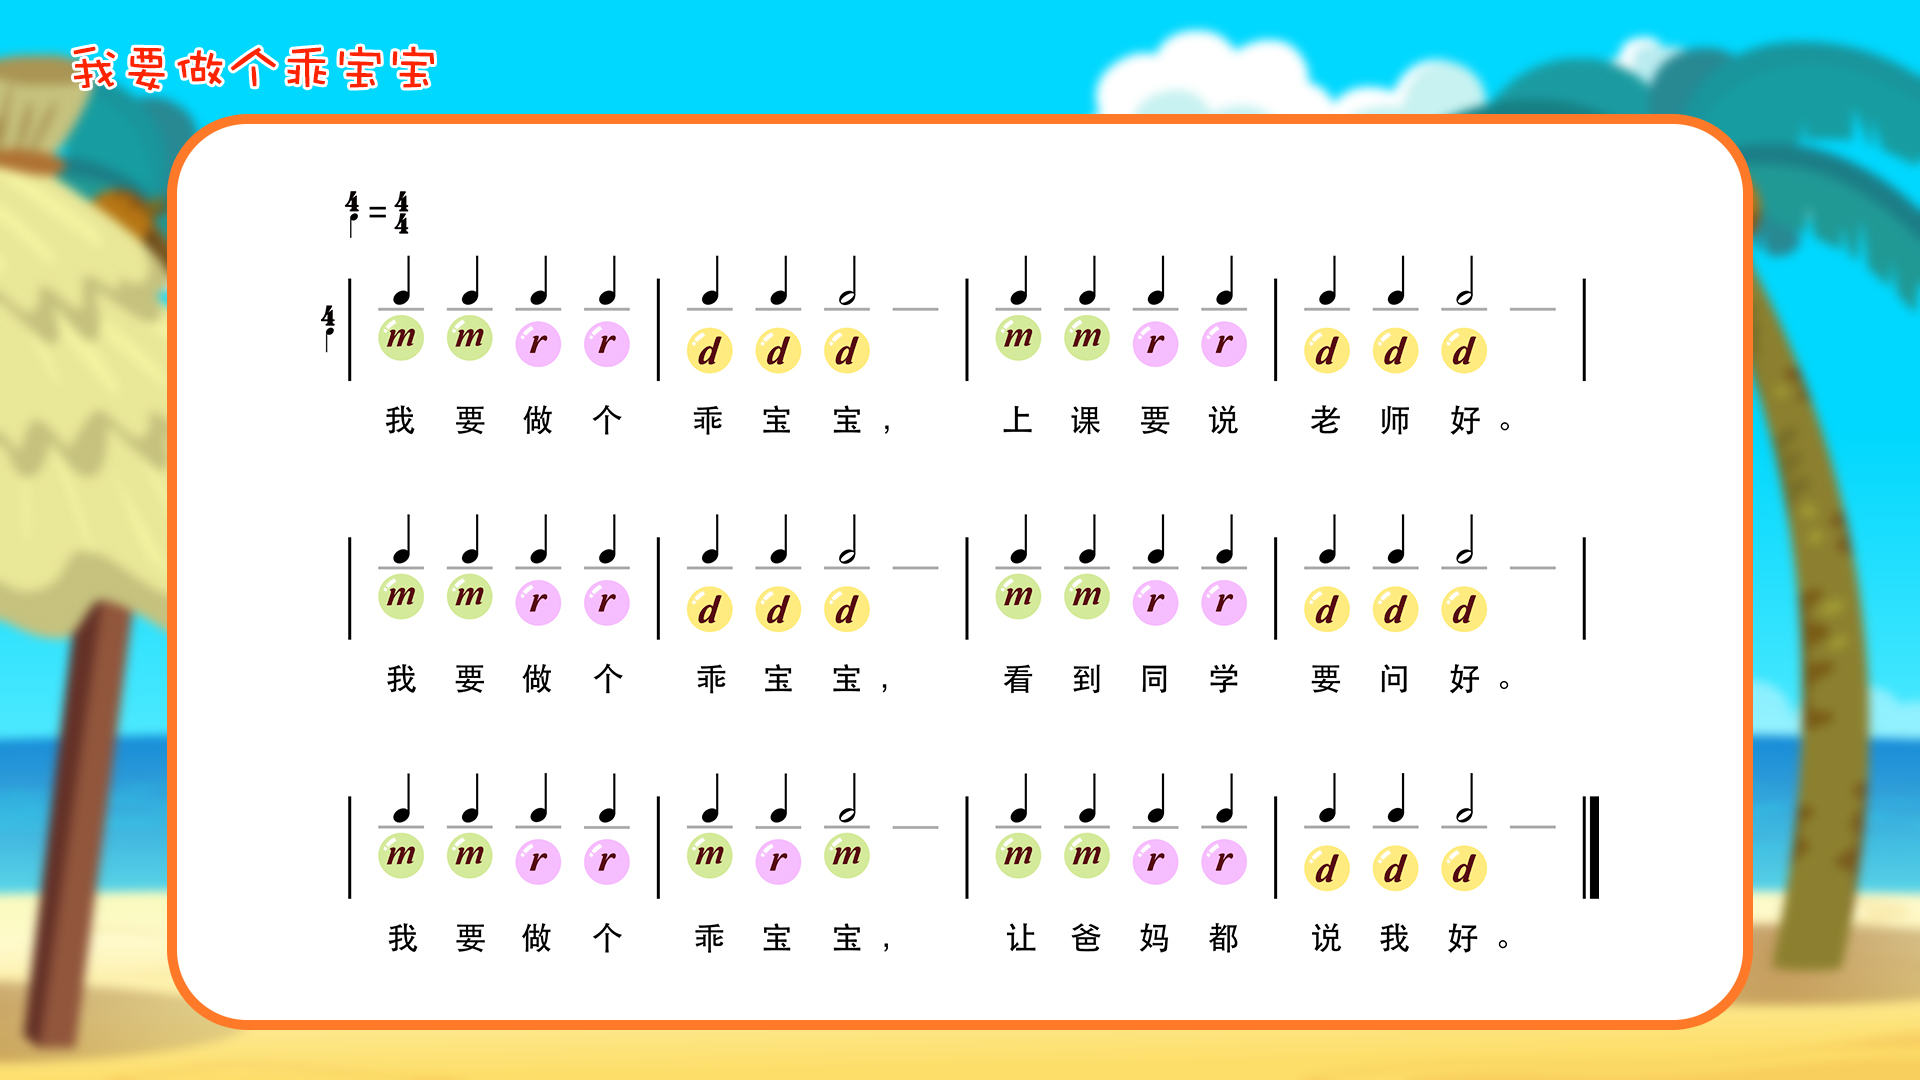 我要做个乖宝宝
4 = 4/4
4
m m r r d d d m m r r d d d
我要做个乖宝宝，上课要说老师好。
m m r r d d d m m r r d d d
我要做个乖宝宝，看到同学要问好。
m m r r m r m m m r r d d d
我要做个乖宝宝，让爸妈都说我好。